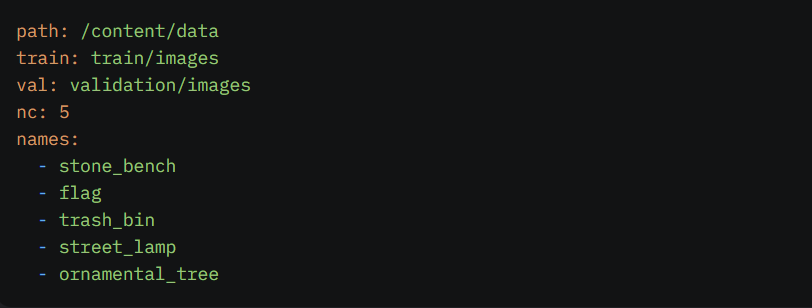 path: /content/data
train: train/images
val: validation/images
nc: 5
names:
  - stone_bench
  - flag
  - trash_bin
  - street_lamp
  - ornamental_tree